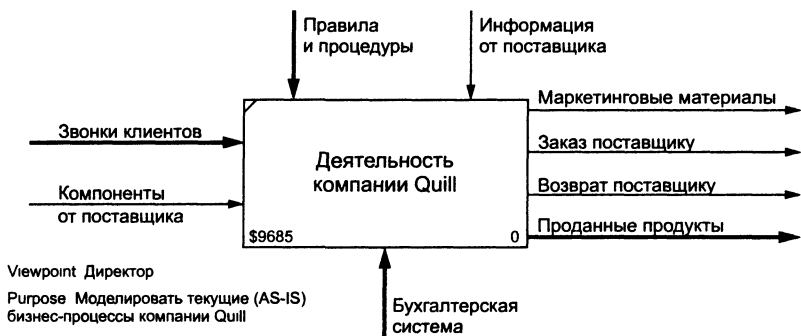 Правила
и процедуры
Информация
от поставщика
Звонки клиентов
Компоненты
от поставщика
Деятельность
компании Quill
$9685
0
Маркетинговые материалы
Заказ поставщику
Возврат поставщику
Проданные продукты
Viewpoint Директор
Purpose Моделировать текущие (AS-IS)
бизнес-процессы компании Quill
Бухгалтерская
система